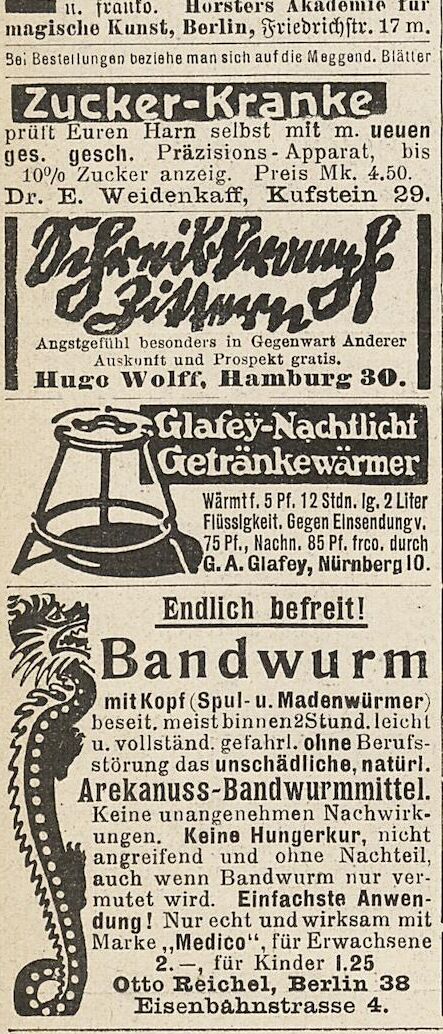 u. franko. Horsters Akademie für
magische Kunst, Berlin, Friedrichstr. 17 m.
Bei Bestellungen beziehe man sich auf die Meggend. Blätter
Zucker-Kranke
prüft Euren Harn selbst mit m. neuen
ges. gesch. Präzisions-Apparat, bis
10% Zucker anzeig. Preis Mk. 4.50.
Dr. E. Weidenkaff, Kufstein 29.
Schreibkrampf
Zittern
Angstgefühl besonders in Gegenwart Anderer
Auskunft und Prospekt gratis.
Hugo Wolff, Hamburg 30.
Glafey-Nachtlicht
Getränkewärmer
Wärmt f. 5 Pf. 12 Stdn. lg. 2 Liter
Flüssigkeit. Gegen Einsendung v.
75 Pf., Nachn. 85 Pf. frco. durch
G. A. Glafey, Nürnberg 10.
Endlich befreit!
Bandwurm
mit Kopf (Spul- u. Madenwürmer)
beseit. meist binnen 2 Stund. leicht
u. vollständ. gefahrl. ohne Berufs-
störung das unschädliche, natürl.
Arekanuss-Bandwurmmittel.
Keine unangenehmen Nachwirk-
ungen. Keine Hungerkur, nicht
angreifend und ohne Nachteil,
auch wenn Bandwurm nur ver-
mutet wird. Einfachste Anwen-
dung! Nur echt und wirksam mit
Marke „Medico“, für Erwachsene
2.—, für Kinder 1.25
Otto Reichel, Berlin 38
Eisenbahnstrasse 4.